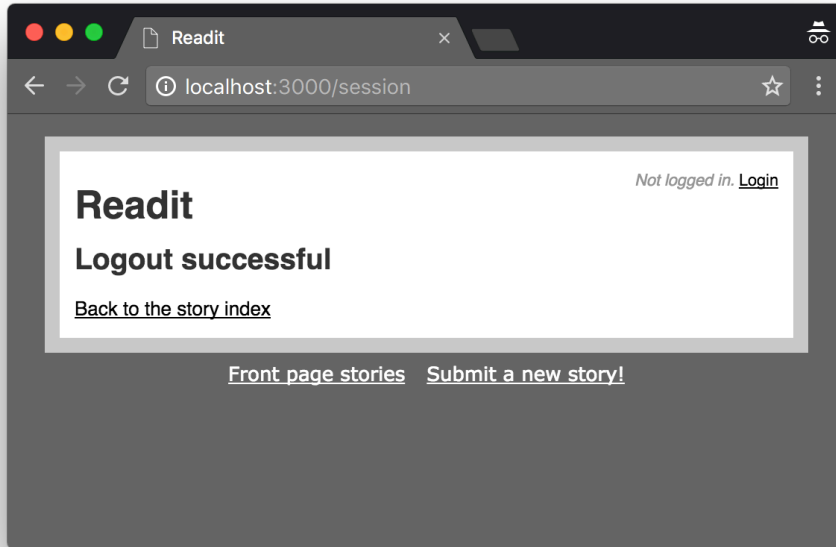 Readit
localhost:3000/session
Not logged in. Login
Readit
Logout successful
Back to the story index
Front page stories Submit a new story!